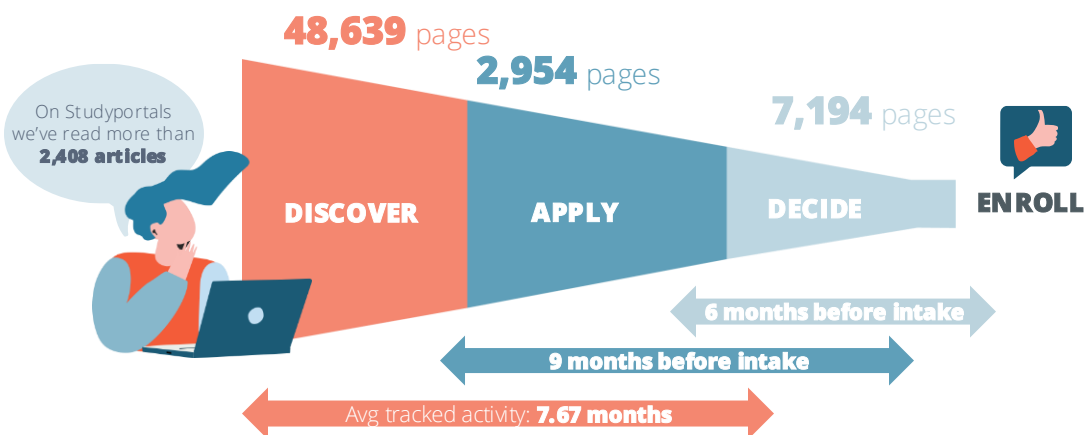 48,639 pages
2,954 pages
7,194 pages
On Studyportals
we've read more than
2,408 articles
DISCOVER
APPLY
DECIDE
ENROLL
6 months before intake
9 months before intake
Avg tracked activity: 7.67 months